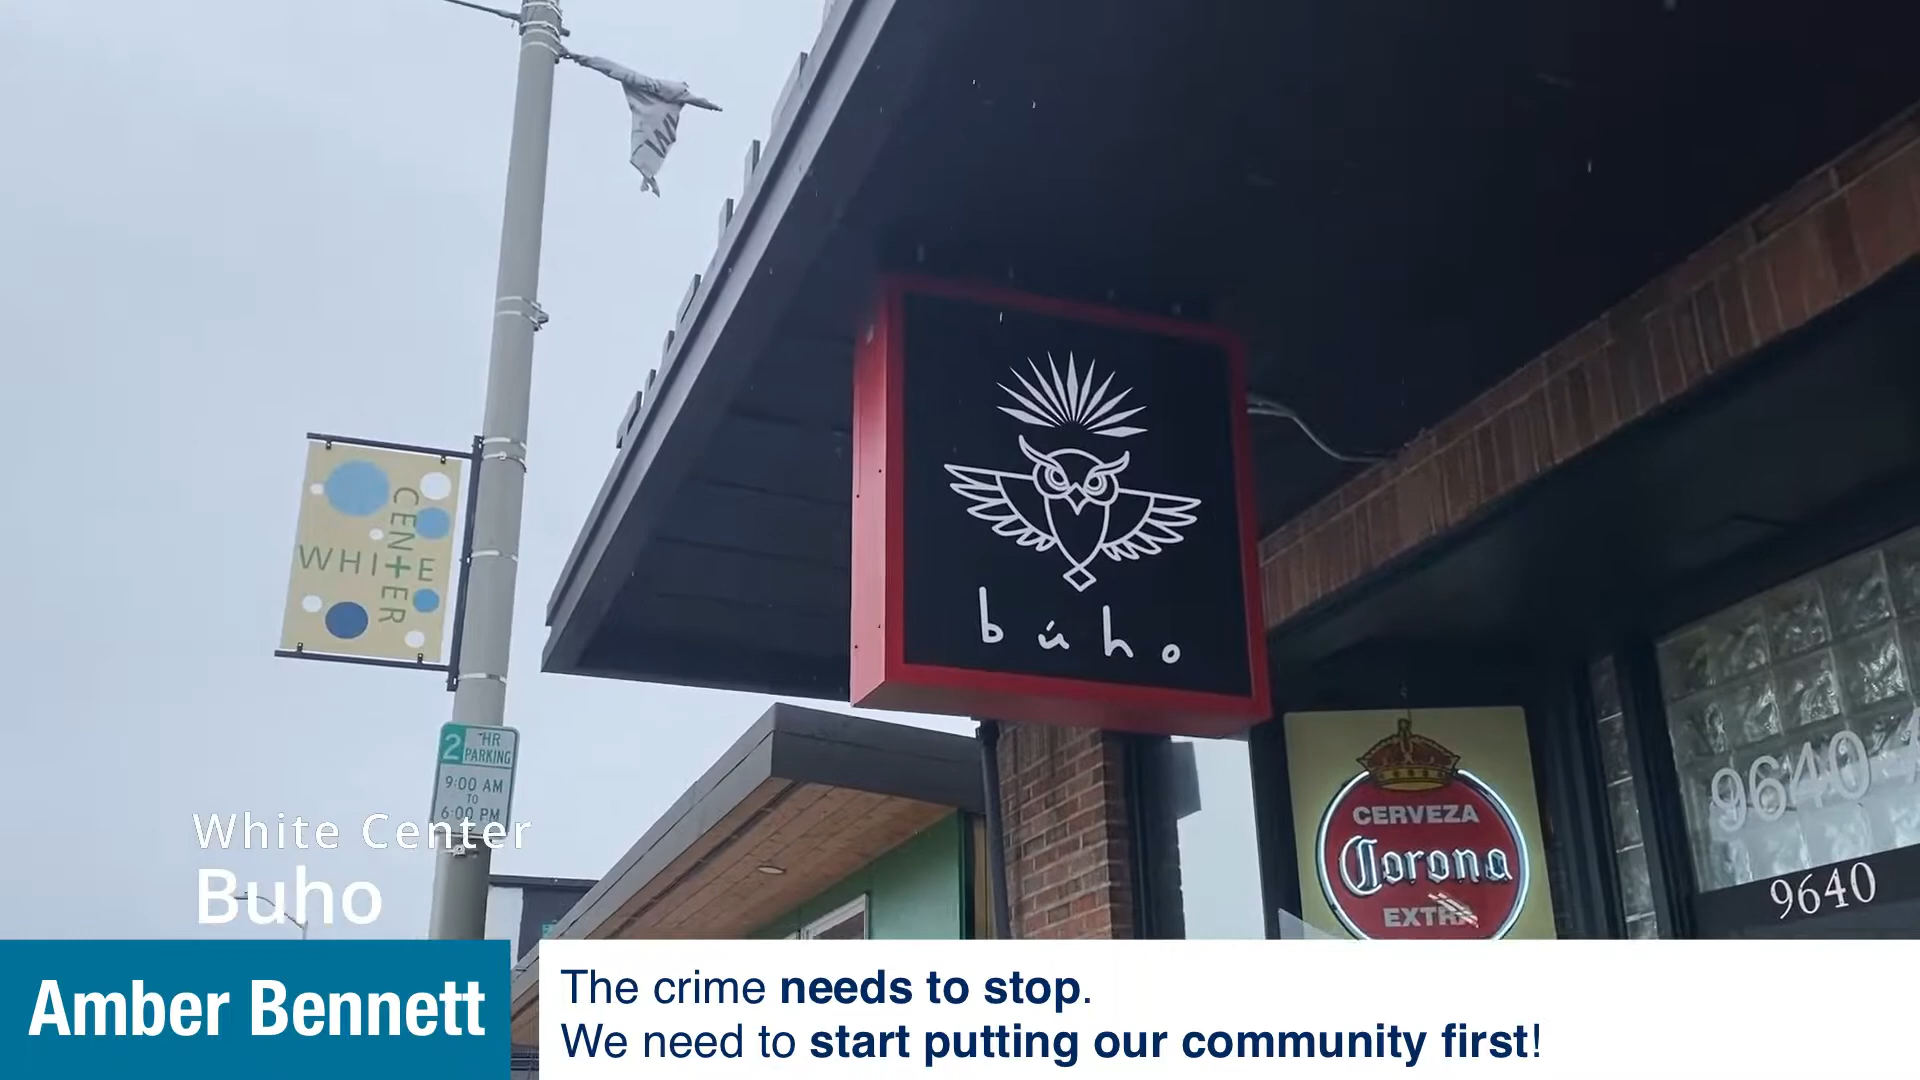 W
WHITE
CENTER
2 HR
PARKING
9:00 AM
TO
6:00 PM
búho
CERVEZA
Corona
EXTRA
9640
9640
White Center
Buho
Amber Bennett
The crime needs to stop.
We need to start putting our community first!